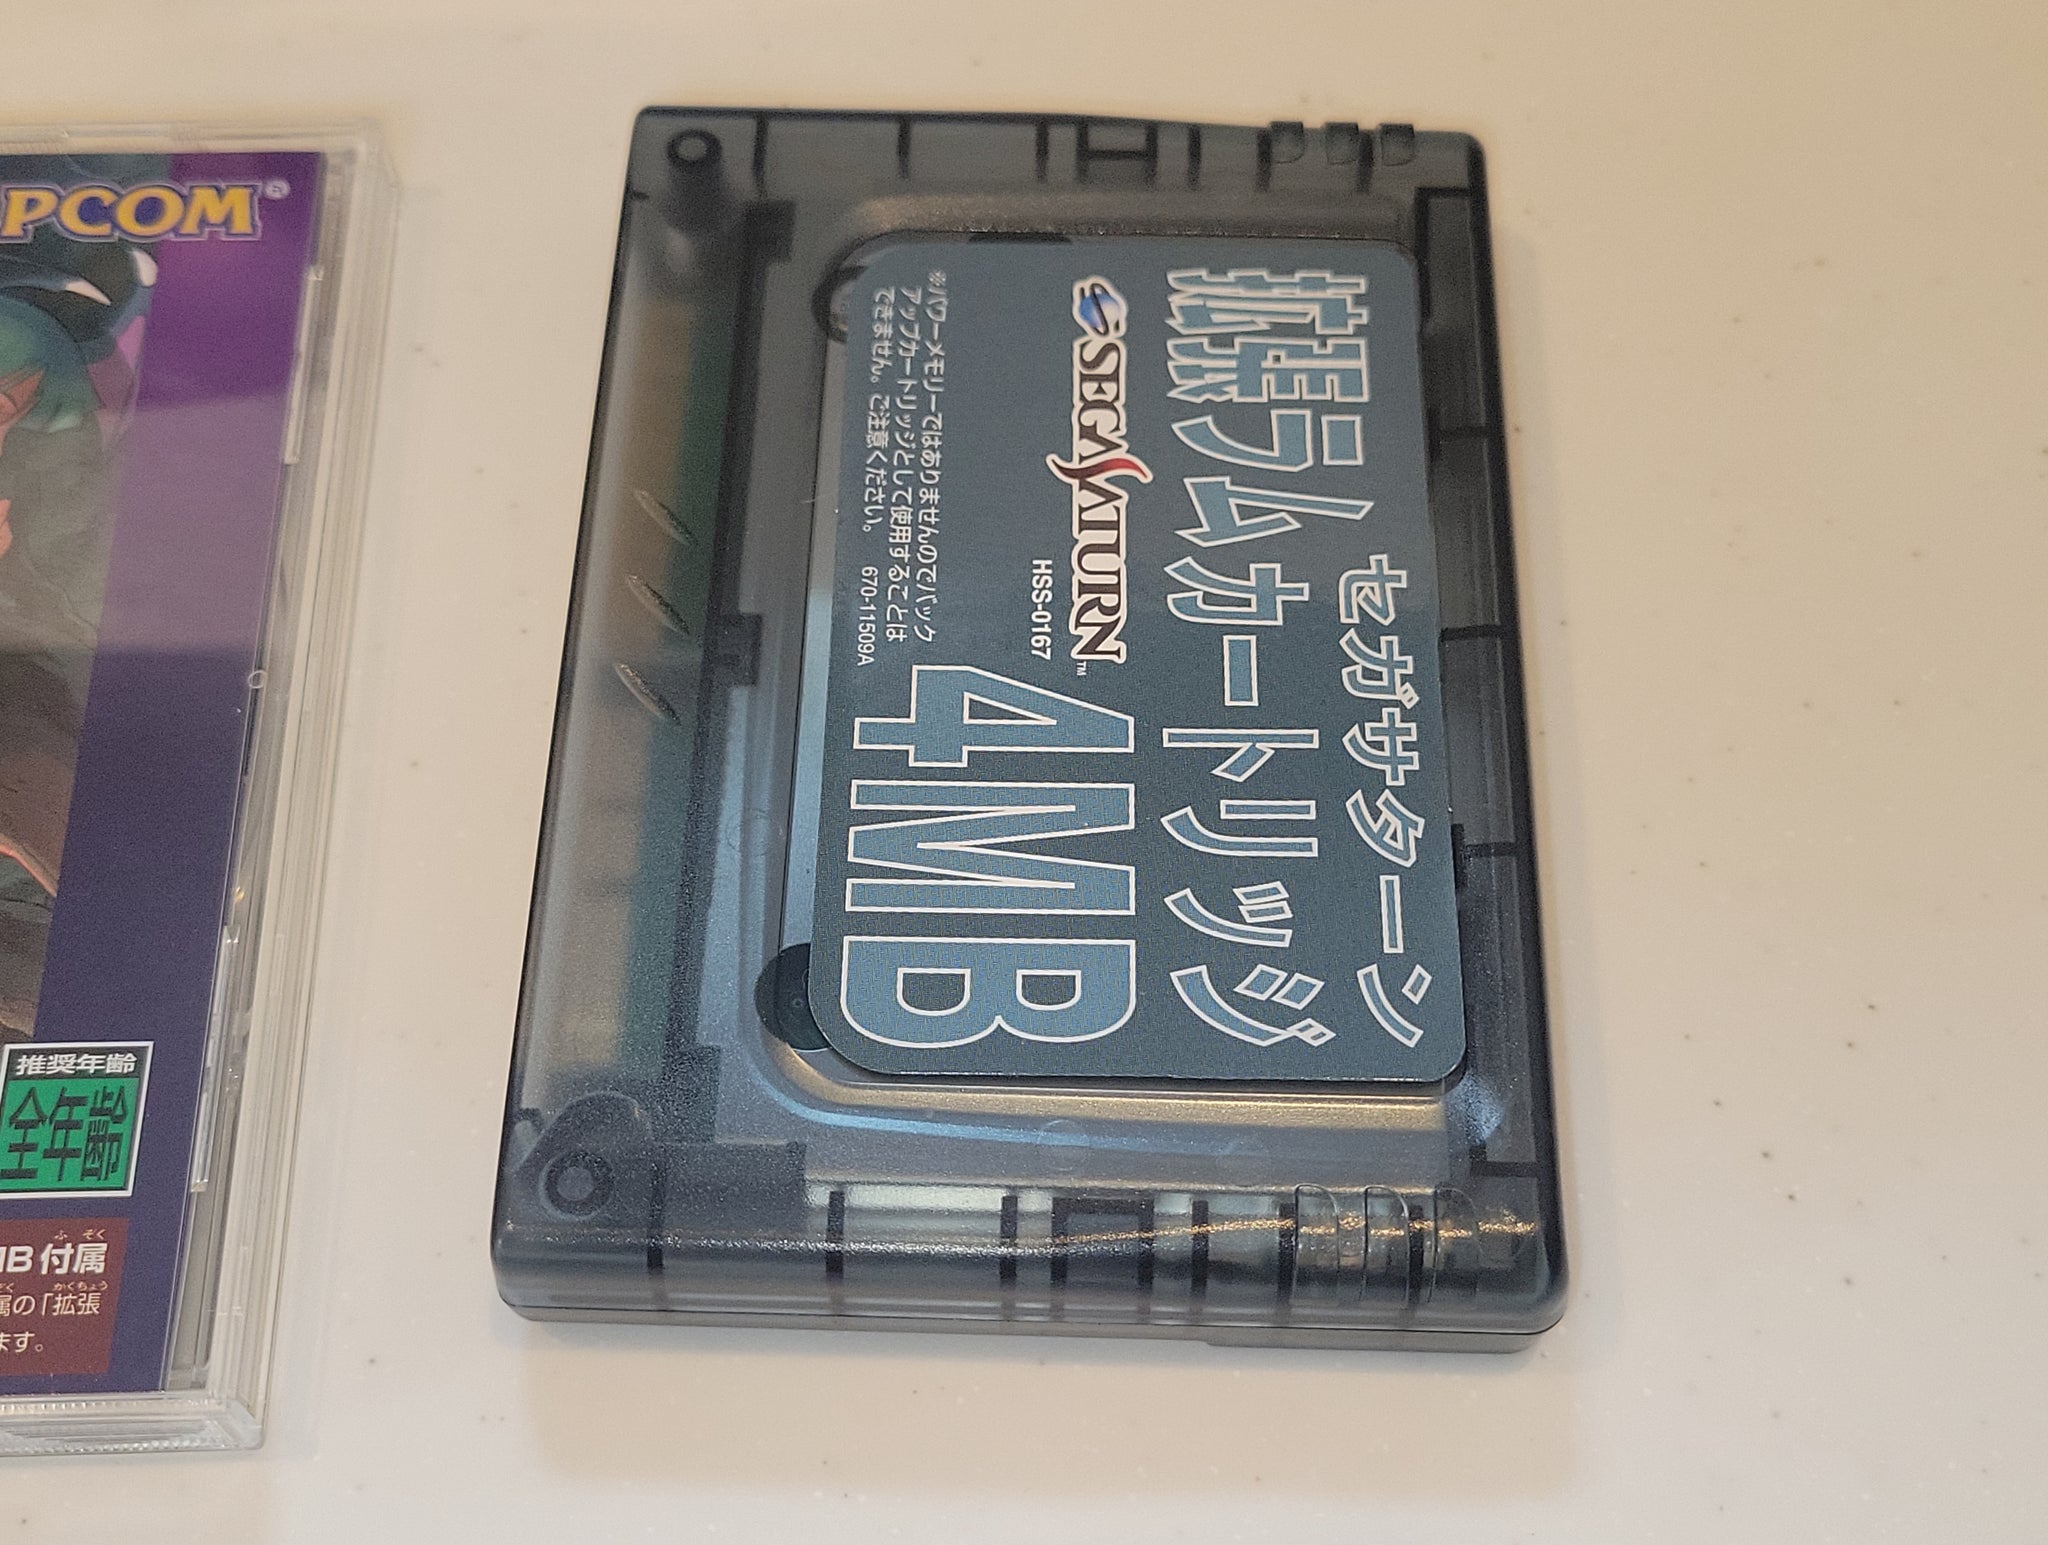 PCOM®
推奨年齢
全年齢
MB付属
属の「拡張
ます。
セガサターン
拡張ラムカートリッジ
SEGA SATURN™
HSS-0167
4MB
※パワーメモリーではありませんのでバック
アップカートリッジとして使用することは
できません。ご注意ください。
670-11509A